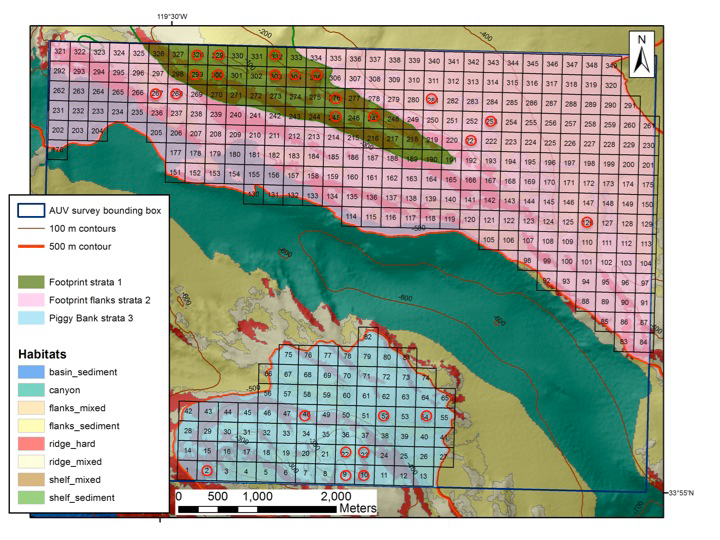 119°30'W
-200
-400
N
321 322 323 324 325 326 327 328 329 330 331 332 333 334 335 336 337 338 339 340 341 342 343 344 345 346 347 348 349
292 293 294 295 296 297 298 299 300 301 302 303 304 305 306 307 308 309 310 311 312 313 314 315 316 317 318 319 320
262 263 264 265 266 267 268 269 270 271 272 273 274 275 276 277 278 279 280 281 282 283 284 285 286 287 288 289 290 291
231 232 233 234 235 236 237 238 239 240 241 242 243 244 245 246 247 248 249 250 251 252 253 254 255 256 257 258 259 260 261
202 203 204 205 206 207 208 209 210 211 212 213 214 215 216 217 218 219 220 221 222 223 224 225 226 227 228 229 230
176 177 178 179 180 181 182 183 184 185 186 187 188 189 190 191 192 193 194 195 196 197 198 199 200 201
151 152 153 154 155 156 157 158 159 160 161 162 163 164 165 166 167 168 169 170 171 172 173 174 175
130 131 132 133 134 135 136 137 138 139 140 141 142 143 144 145 146 147 148 149 150
114 115 116 117 118 119 120 121 122 123 124 125 126 127 128 129
-500
105 106 107 108 109 110 111 112 113
98 99 100 101 102 103 104
92 93 94 95 96 97
88 89 90 91
85 86 87
83 84
-600
-600
-600
82
75 76 77 78 79 80 81
66 67 68 69 70 71 72 73 74
-500
56 57 58 59 60 61 62 63 64 65
42 43 44 45 46 47 48 49 50 51 52 53 54 55
28 29 30 31 32 33 34 35 36 37 38 39 40 41
14 15 16 17 18 19 20 21 22 23 24 25 26 27
-300
2 3 4 5 6 7 8 9 10 11 12 13
AUV survey bounding box
100 m contours
500 m contour
Footprint strata 1
Footprint flanks strata 2
Piggy Bank strata 3
Habitats
basin_sediment
canyon
flanks_mixed
flanks_sediment
ridge_hard
ridge_mixed
shelf_mixed
shelf_sediment
0 500 1,000 2,000
Meters
33°55'N